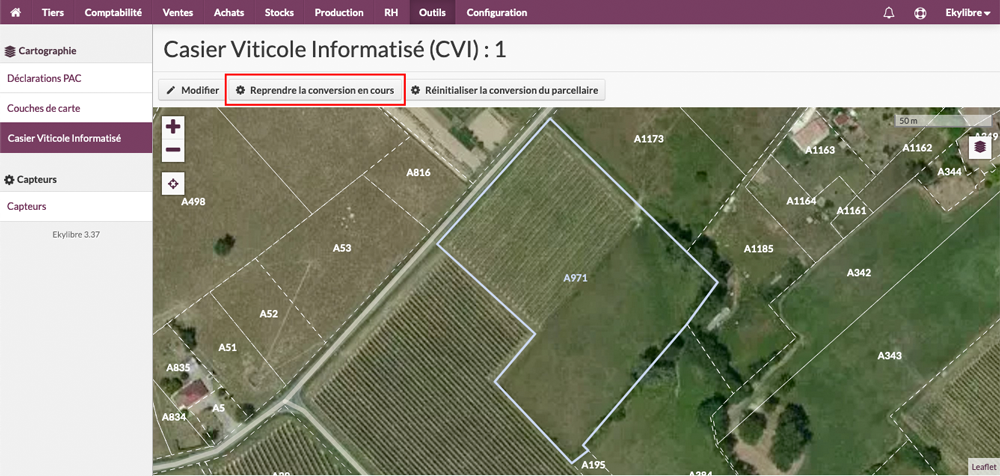 Tiers Comptabilité Ventes Achats Stocks Production RH Outils Configuration Ekylibre
Cartographie
Déclarations PAC
Couches de carte
Casier Viticole Informatisé
Capteurs
Capteurs
Ekylibre 3.37
Casier Viticole Informatisé (CVI) : 1
Modifier Reprendre la conversion en cours Réinitialiser la conversion du parcellaire
50 m
A1173
A1163
A1162
A344
A816
A498
A1164
A1161
A53
A1185
A971
A342
A52
A51
A343
A835
A5
A834
A195
Leaflet